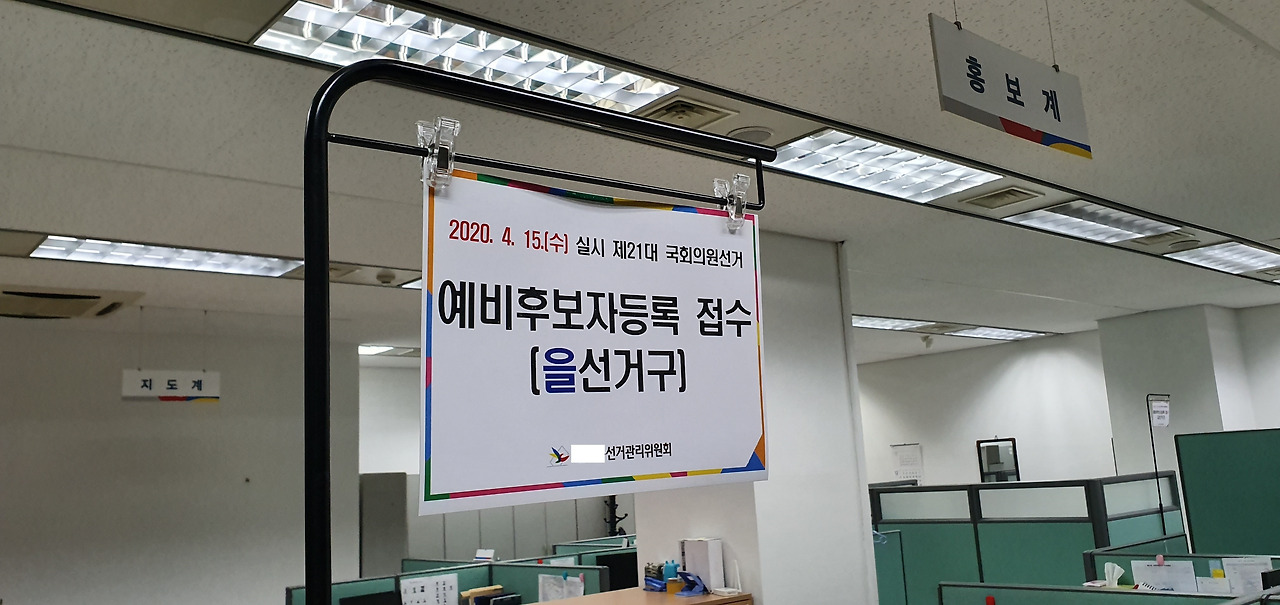 홍보계
2020. 4. 15.(수) 실시 제21대 국회의원선거
예비후보자등록 접수
(을선거구)
선거관리위원회
지도계